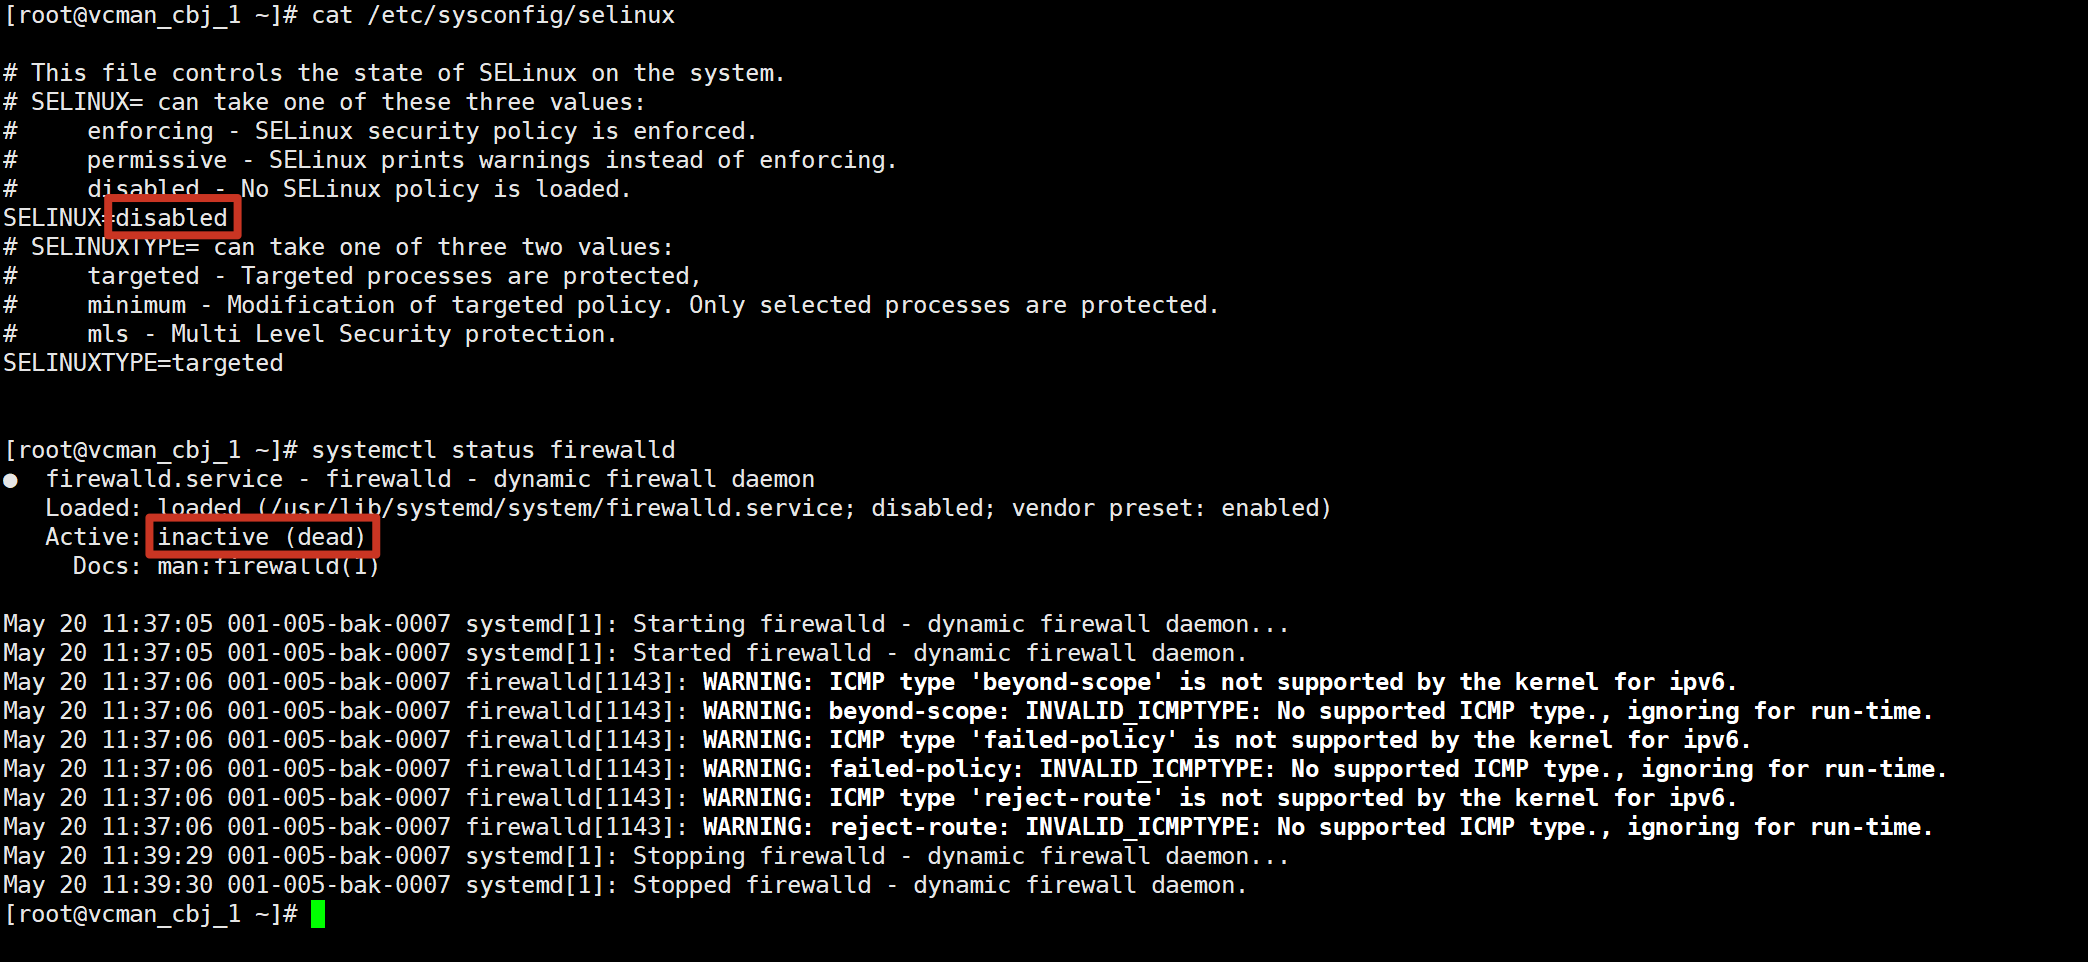 [root@vcman_cbj_1 ~]# cat /etc/sysconfig/selinux
# This file controls the state of SELinux on the system.
# SELINUX= can take one of these three values:
#     enforcing - SELinux security policy is enforced.
#     permissive - SELinux prints warnings instead of enforcing.
#     disabled - No SELinux policy is loaded.
SELINUX=disabled
# SELINUXTYPE= can take one of three two values:
#     targeted - Targeted processes are protected,
#     minimum - Modification of targeted policy. Only selected processes are protected.
#     mls - Multi Level Security protection.
SELINUXTYPE=targeted
[root@vcman_cbj_1 ~]# systemctl status firewalld
● firewalld.service - firewalld - dynamic firewall daemon
   Loaded: loaded (/usr/lib/systemd/system/firewalld.service; disabled; vendor preset: enabled)
   Active: inactive (dead)
     Docs: man:firewalld(1)
May 20 11:37:05 001-005-bak-0007 systemd[1]: Starting firewalld - dynamic firewall daemon...
May 20 11:37:05 001-005-bak-0007 systemd[1]: Started firewalld - dynamic firewall daemon.
May 20 11:37:06 001-005-bak-0007 firewalld[1143]: WARNING: ICMP type 'beyond-scope' is not supported by the kernel for ipv6.
May 20 11:37:06 001-005-bak-0007 firewalld[1143]: WARNING: beyond-scope: INVALID_ICMPTYPE: No supported ICMP type., ignoring for run-time.
May 20 11:37:06 001-005-bak-0007 firewalld[1143]: WARNING: ICMP type 'failed-policy' is not supported by the kernel for ipv6.
May 20 11:37:06 001-005-bak-0007 firewalld[1143]: WARNING: failed-policy: INVALID_ICMPTYPE: No supported ICMP type., ignoring for run-time.
May 20 11:37:06 001-005-bak-0007 firewalld[1143]: WARNING: ICMP type 'reject-route' is not supported by the kernel for ipv6.
May 20 11:37:06 001-005-bak-0007 firewalld[1143]: WARNING: reject-route: INVALID_ICMPTYPE: No supported ICMP type., ignoring for run-time.
May 20 11:39:29 001-005-bak-0007 systemd[1]: Stopping firewalld - dynamic firewall daemon...
May 20 11:39:30 001-005-bak-0007 systemd[1]: Stopped firewalld - dynamic firewall daemon.
[root@vcman_cbj_1 ~]#